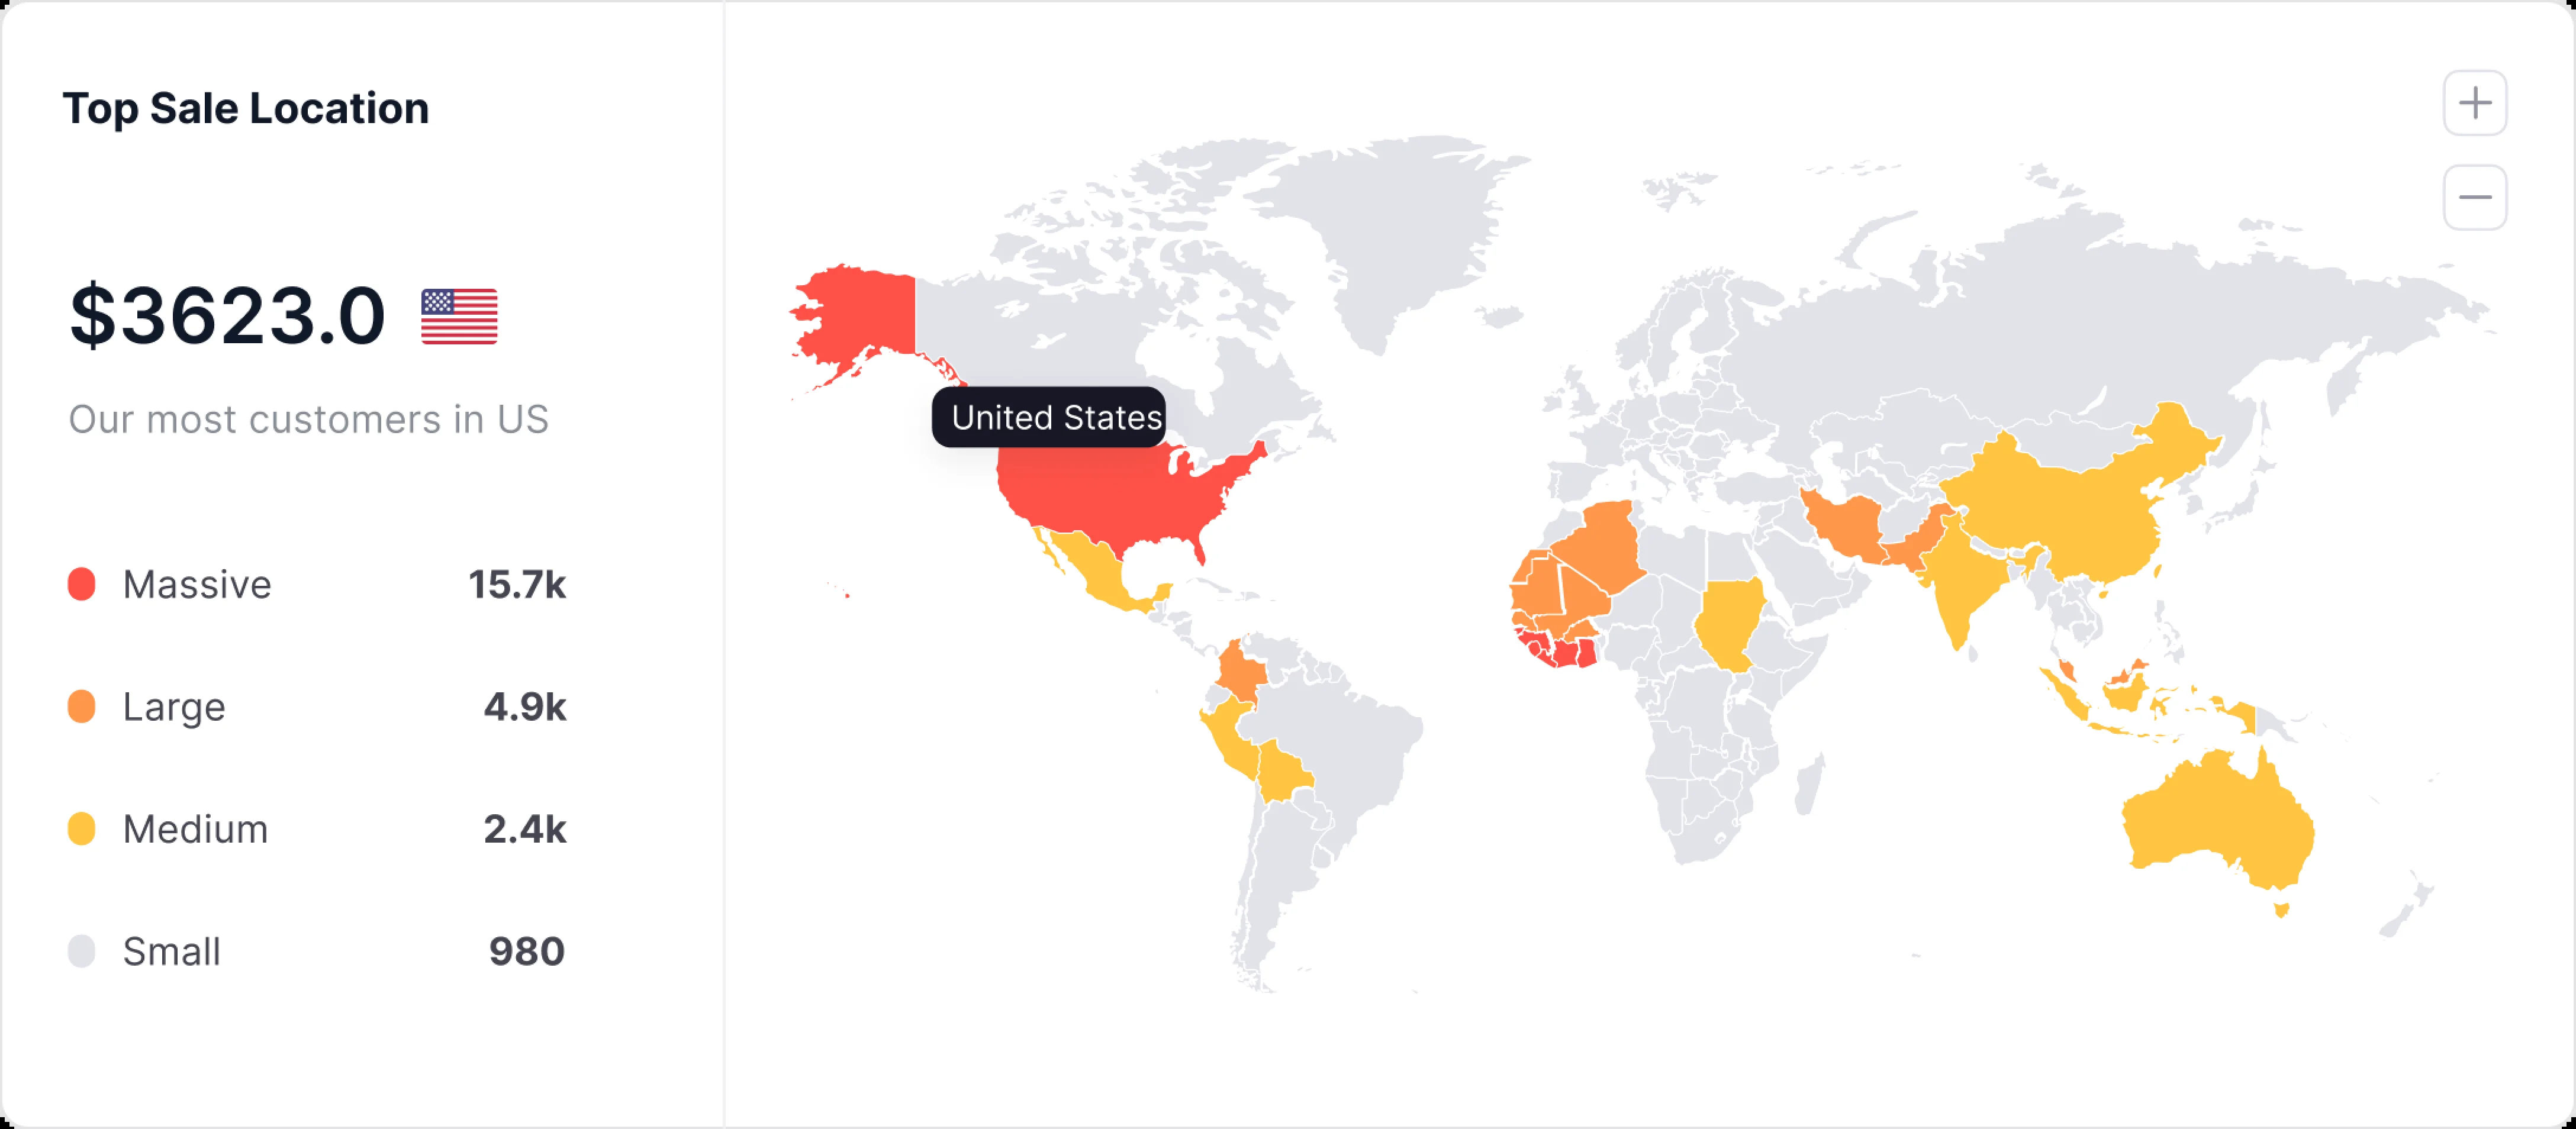 Top Sale Location
$3623.0
Our most customers in US
United States
Massive 15.7k
Large 4.9k
Medium 2.4k
Small 980